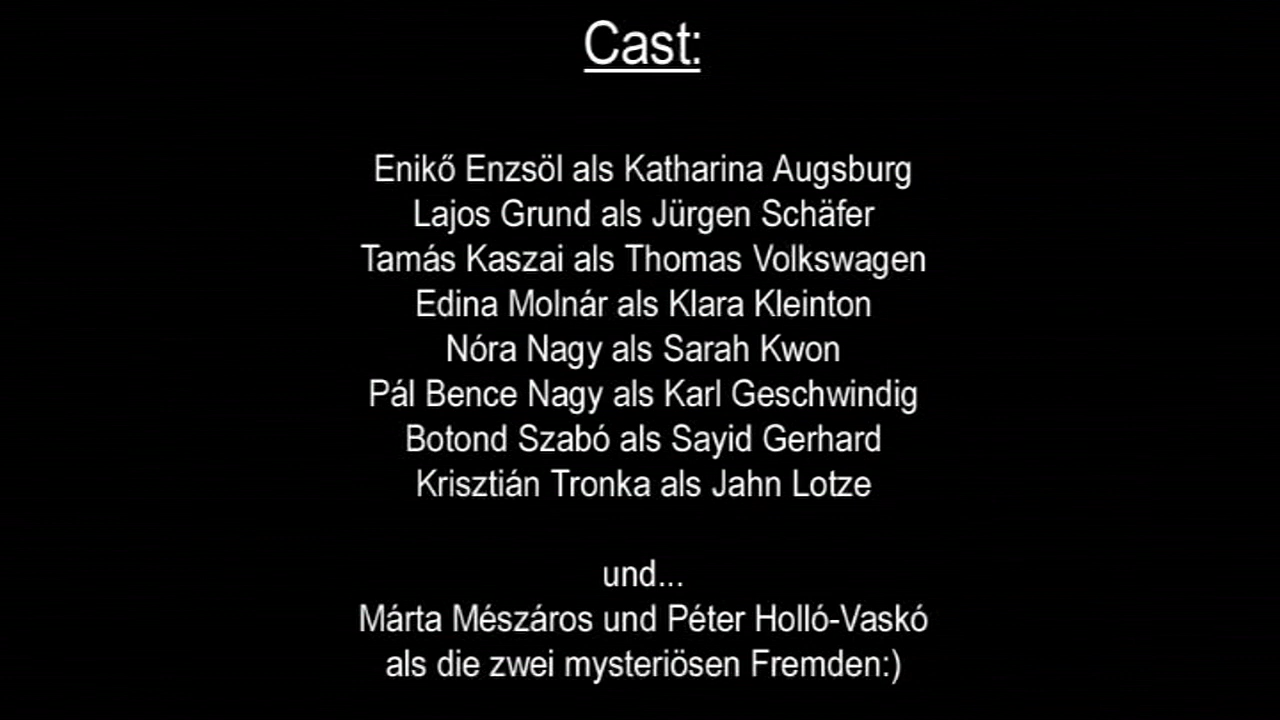 Cast:
Enikő Enzsöl als Katharina Augsburg
Lajos Grund als Jürgen Schäfer
Tamás Kaszai als Thomas Volkswagen
Edina Molnár als Klara Kleinton
Nóra Nagy als Sarah Kwon
Pál Bence Nagy als Karl Geschwindig
Botond Szabó als Sayid Gerhard
Krisztián Tronka als Jahn Lotze
und...
Márta Mészáros und Péter Holló-Vaskó
als die zwei mysteriösen Fremden:)